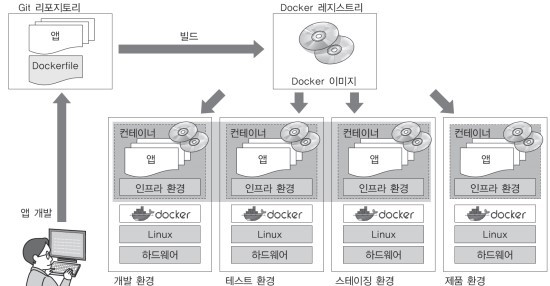 Git 리포지토리
Docker 레지스트리
앱
Dockerfile
빌드
Docker 이미지
앱 개발
컨테이너
앱
인프라 환경
docker
Linux
하드웨어
개발 환경
컨테이너
앱
인프라 환경
docker
Linux
하드웨어
테스트 환경
컨테이너
앱
인프라 환경
docker
Linux
하드웨어
스테이징 환경
컨테이너
앱
인프라 환경
docker
Linux
하드웨어
제품 환경